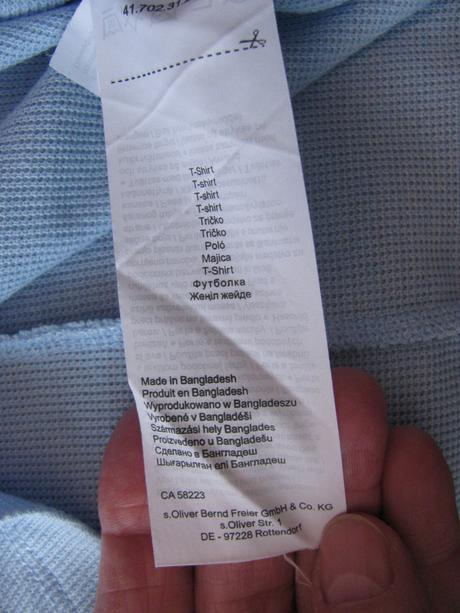 T-Shirt
T-shirt
T-shirt
T-shirt
Tričko
Tričko
Poló
Majica
T-Shirt
Футболка
Жеңіл жейде
Made in Bangladesh
Produit en Bangladesh
Wyprodukowano w Bangladeszu
Vyrobené v Bangladéši
Származási hely Banglades
Proizvedeno u Bangladešu
Сделано в Бангладеш
Шығарылған елі Бангладеш
CA 58223
s.Oliver Bernd Freier GmbH & Co. KG
s.Oliver Str. 1
DE - 97228 Rottendorf